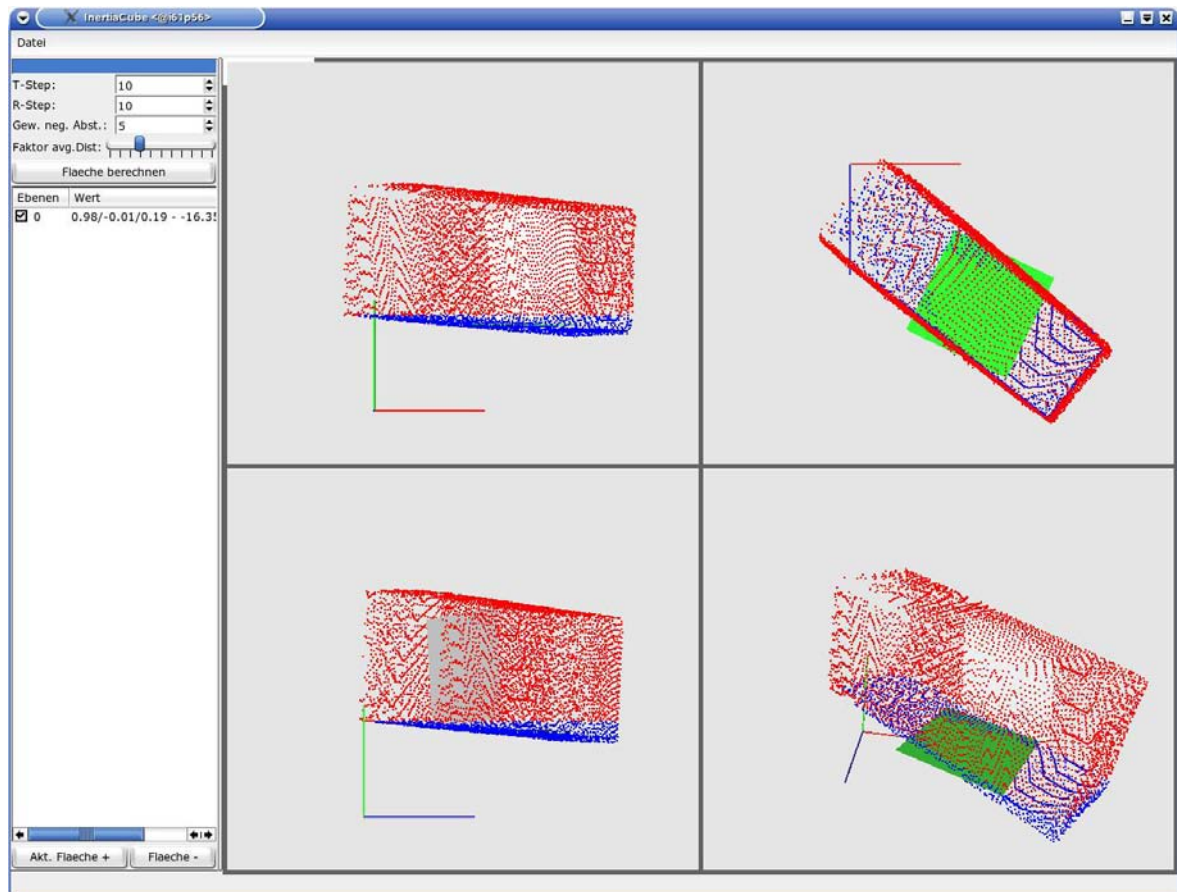 InertiaCube <@i61p56>
Datei
T-Step: 10
R-Step: 10
Gew. neg. Abst.: 5
Faktor avg.Dist:
Flaeche berechnen
Ebenen Wert
0 0.98/-0.01/0.19 - -16.35
Akt. Flaeche + Flaeche -